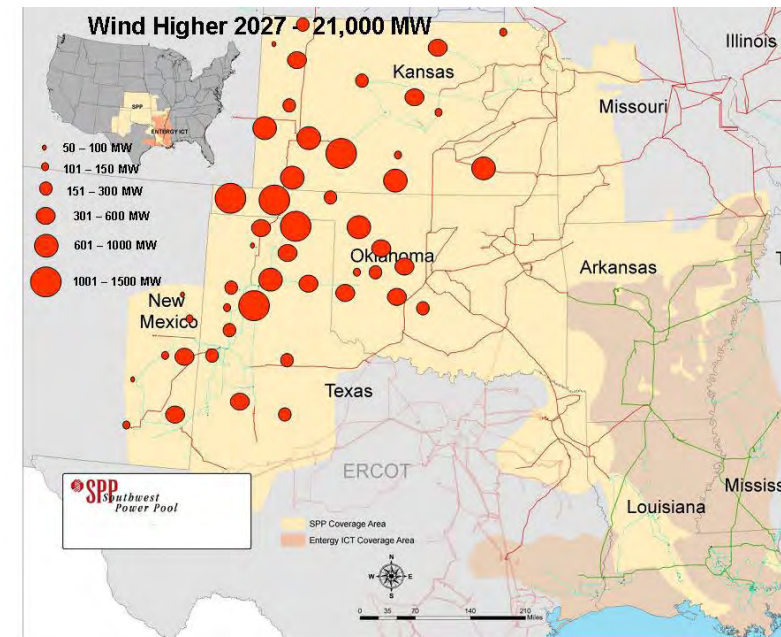 Wind Higher 2027 - 21,000 MW
Illinois
Kansas
Missouri
SPP
ENTERGY ICT
50 – 100 MW
101 – 150 MW
151 – 300 MW
301 – 600 MW
601 – 1000 MW
1001 – 1500 MW
Oklahoma
Arkansas
T
New
Mexico
Texas
ERCOT
SPP
Southwest
Power Pool
Mississ
Louisiana
SPP Coverage Area
Entergy ICT Coverage Area
N
W E
S
0 35 70 140 210
Miles